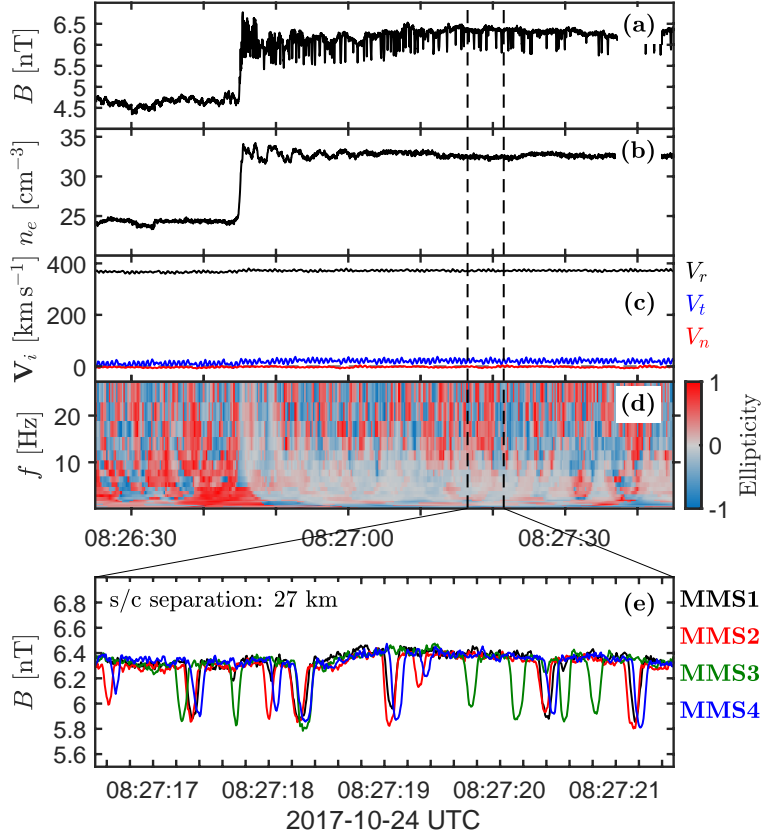 (a)
6.5
6
5.5
5
4.5
B [nT]
(b)
35
30
25
n_e [cm^{-3}]
400
200
0
V_i [km s^{-1}]
(c)
V_r
V_t
V_n
(d)
20
10
f [Hz]
1
0
-1
Ellipticity
08:26:30 08:27:00 08:27:30
s/c separation: 27 km
(e)
6.8
6.6
6.4
6.2
6
5.8
5.6
B [nT]
MMS1
MMS2
MMS3
MMS4
08:27:17 08:27:18 08:27:19 08:27:20 08:27:21
2017-10-24 UTC